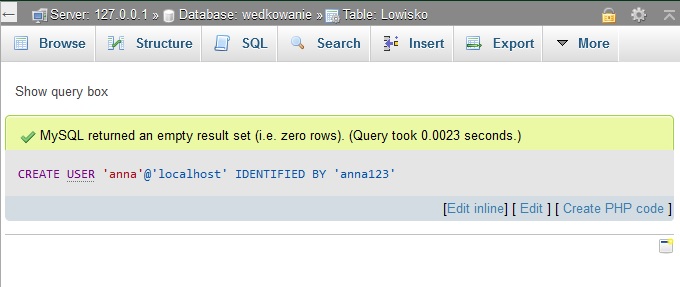 Server: 127.0.0.1 » Database: wedkowanie » Table: Lowisko
Browse Structure SQL Search Insert Export More
Show query box
MySQL returned an empty result set (i.e. zero rows). (Query took 0.0023 seconds.)
CREATE USER 'anna'@'localhost' IDENTIFIED BY 'anna123'
[Edit inline] [ Edit ] [ Create PHP code ]